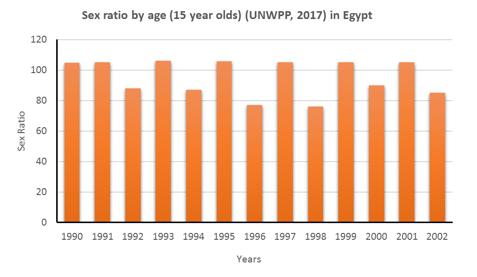 Sex ratio by age (15 year olds) (UNWPP, 2017) in Egypt
120
100
80
60
40
20
0
Sex Ratio
1990 1991 1992 1993 1994 1995 1996 1997 1998 1999 2000 2001 2002
Years